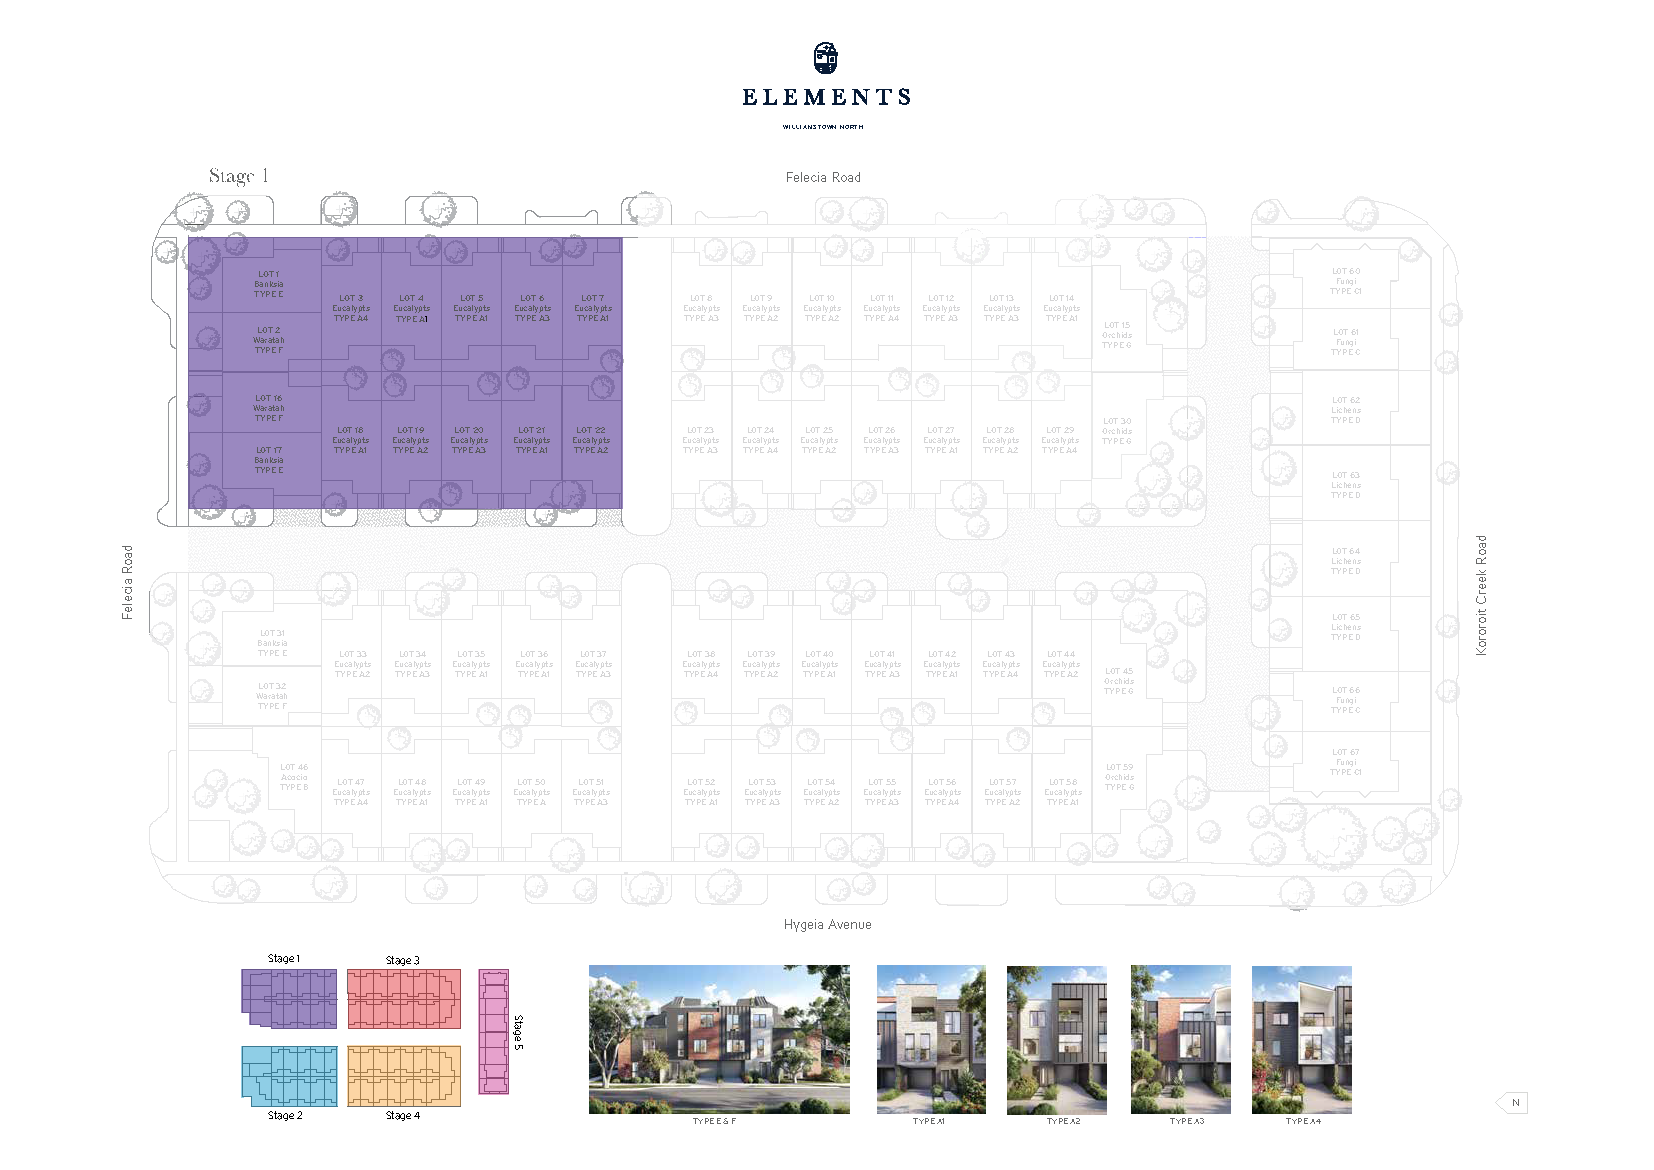 ELEMENTS
WILLIAMSTOWN NORTH
Stage 1
Felecia Road
LOT 1
Banksia
TYPE E
LOT 2
Waratah
TYPE F
LOT 3
Eucalypts
TYPE A4
LOT 4
Eucalypts
TYPE A1
LOT 5
Eucalypts
TYPE A1
LOT 6
Eucalypts
TYPE A3
LOT 7
Eucalypts
TYPE A1
LOT 8
Eucalypts
TYPE A3
LOT 9
Eucalypts
TYPE A2
LOT 10
Eucalypts
TYPE A2
LOT 11
Eucalypts
TYPE A4
LOT 12
Eucalypts
TYPE A3
LOT 13
Eucalypts
TYPE A3
LOT 14
Eucalypts
TYPE A1
LOT 15
Orchids
TYPE G
LOT 16
Waratah
TYPE F
LOT 17
Banksia
TYPE E
LOT 18
Eucalypts
TYPE A1
LOT 19
Eucalypts
TYPE A2
LOT 20
Eucalypts
TYPE A3
LOT 21
Eucalypts
TYPE A1
LOT 22
Eucalypts
TYPE A2
LOT 23
Eucalypts
TYPE A3
LOT 24
Eucalypts
TYPE A4
LOT 25
Eucalypts
TYPE A2
LOT 26
Eucalypts
TYPE A3
LOT 27
Eucalypts
TYPE A1
LOT 28
Eucalypts
TYPE A2
LOT 29
Eucalypts
TYPE A4
LOT 30
Orchids
TYPE G
LOT 60
Fungi
TYPE C1
LOT 61
Fungi
TYPE C
LOT 62
Lichens
TYPE D
LOT 63
Lichens
TYPE D
LOT 64
Lichens
TYPE D
LOT 65
Lichens
TYPE D
LOT 66
Fungi
TYPE C
LOT 67
Fungi
TYPE C1
Felecia Road
Kororoit Creek Road
LOT 31
Banksia
TYPE E
LOT 32
Waratah
TYPE F
LOT 33
Eucalypts
TYPE A2
LOT 34
Eucalypts
TYPE A3
LOT 35
Eucalypts
TYPE A1
LOT 36
Eucalypts
TYPE A1
LOT 37
Eucalypts
TYPE A3
LOT 38
Eucalypts
TYPE A4
LOT 39
Eucalypts
TYPE A2
LOT 40
Eucalypts
TYPE A1
LOT 41
Eucalypts
TYPE A3
LOT 42
Eucalypts
TYPE A1
LOT 43
Eucalypts
TYPE A4
LOT 44
Eucalypts
TYPE A2
LOT 45
Orchids
TYPE G
LOT 46
Acacia
TYPE B
LOT 47
Eucalypts
TYPE A4
LOT 48
Eucalypts
TYPE A1
LOT 49
Eucalypts
TYPE A1
LOT 50
Eucalypts
TYPE A
LOT 51
Eucalypts
TYPE A3
LOT 52
Eucalypts
TYPE A1
LOT 53
Eucalypts
TYPE A3
LOT 54
Eucalypts
TYPE A2
LOT 55
Eucalypts
TYPE A3
LOT 56
Eucalypts
TYPE A4
LOT 57
Eucalypts
TYPE A2
LOT 58
Eucalypts
TYPE A1
LOT 59
Orchids
TYPE G
Hygeia Avenue
Stage 1
Stage 3
Stage 5
Stage 2
Stage 4
TYPE E & F
TYPE A1
TYPE A2
TYPE A3
TYPE A4
N